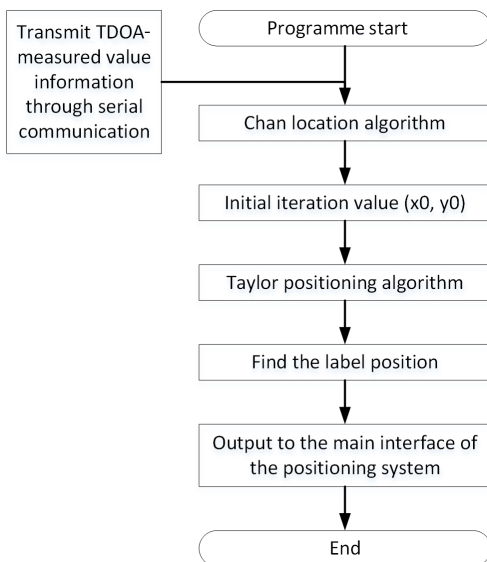 Transmit TDOA-
measured value
information
through serial
communication
Programme start
Chan location algorithm
Initial iteration value (x0, y0)
Taylor positioning algorithm
Find the label position
Output to the main interface of
the positioning system
End